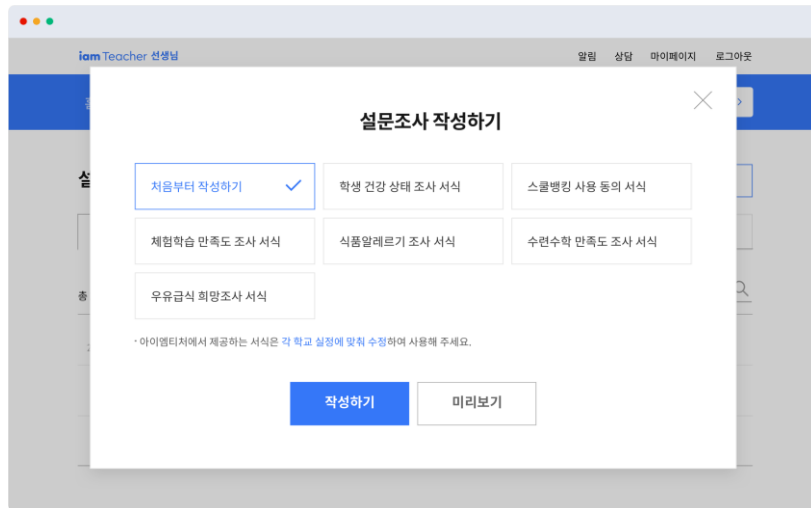 iam Teacher 선생님
알림 상담 마이페이지 로그아웃
설문조사 작성하기
처음부터 작성하기
학생 건강 상태 조사 서식
스쿨뱅킹 사용 동의 서식
체험학습 만족도 조사 서식
식품알레르기 조사 서식
수련수학 만족도 조사 서식
우유급식 희망조사 서식
총
· 아이엠티처에서 제공하는 서식은 각 학교 실정에 맞춰 수정하여 사용해 주세요.
작성하기
미리보기